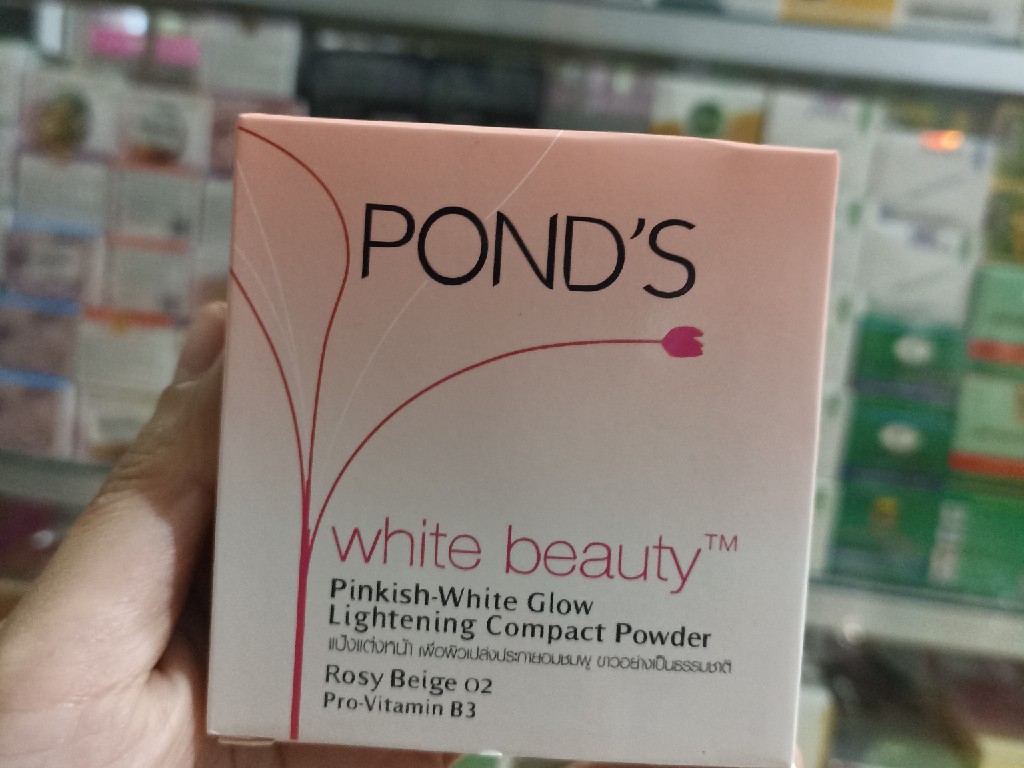 POND'S
white beauty™
Pinkish-White Glow
Lightening Compact Powder
แป้งแต่งหน้า เพื่อผิวเปล่งประกายอมชมพู ขาวอย่างเป็นธรรมชาติ
Rosy Beige 02
Pro-Vitamin B3